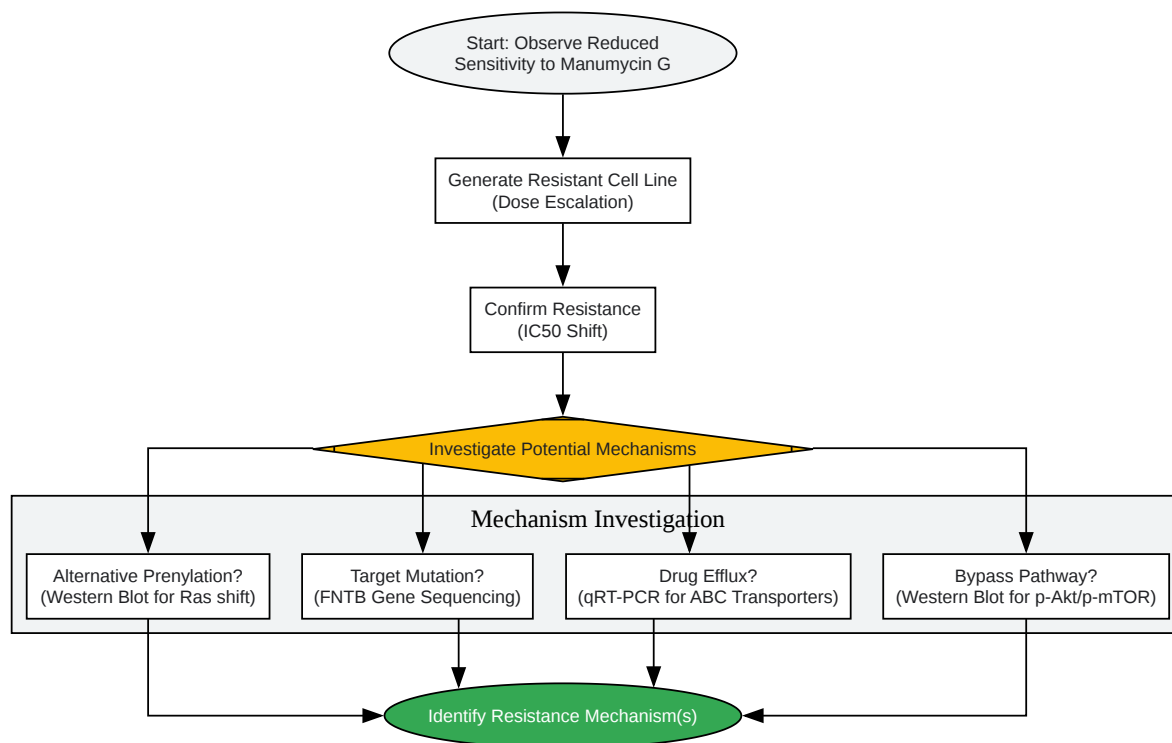 Start: Observe Reduced
Sensitivity to Manumycin G
Generate Resistant Cell Line
(Dose Escalation)
Confirm Resistance
(IC50 Shift)
Investigate Potential Mechanisms
Mechanism Investigation
Alternative Prenylation?
(Western Blot for Ras shift)
Target Mutation?
(FNTB Gene Sequencing)
Drug Efflux?
(qRT-PCR for ABC Transporters)
Bypass Pathway?
(Western Blot for p-Akt/p-mTOR)
Identify Resistance Mechanism(s)